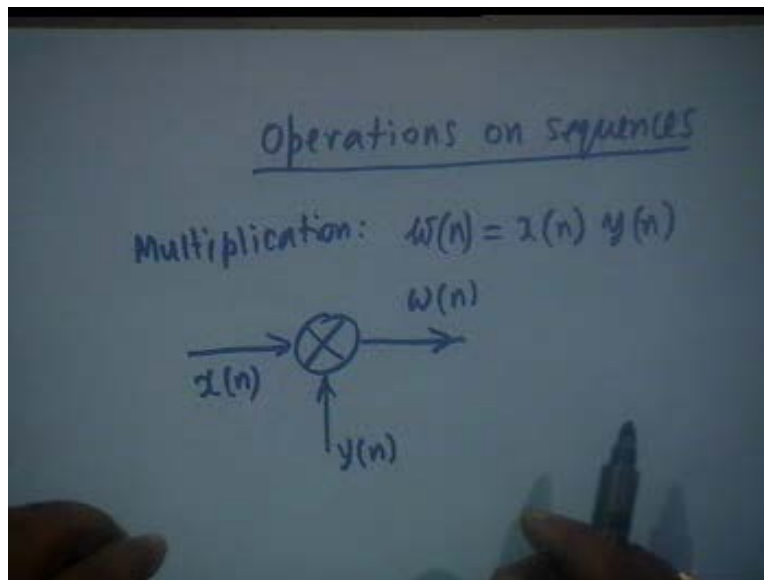 Operations on sequences
Multiplication: w(n) = x(n) y(n)
w(n)
x(n)
y(n)